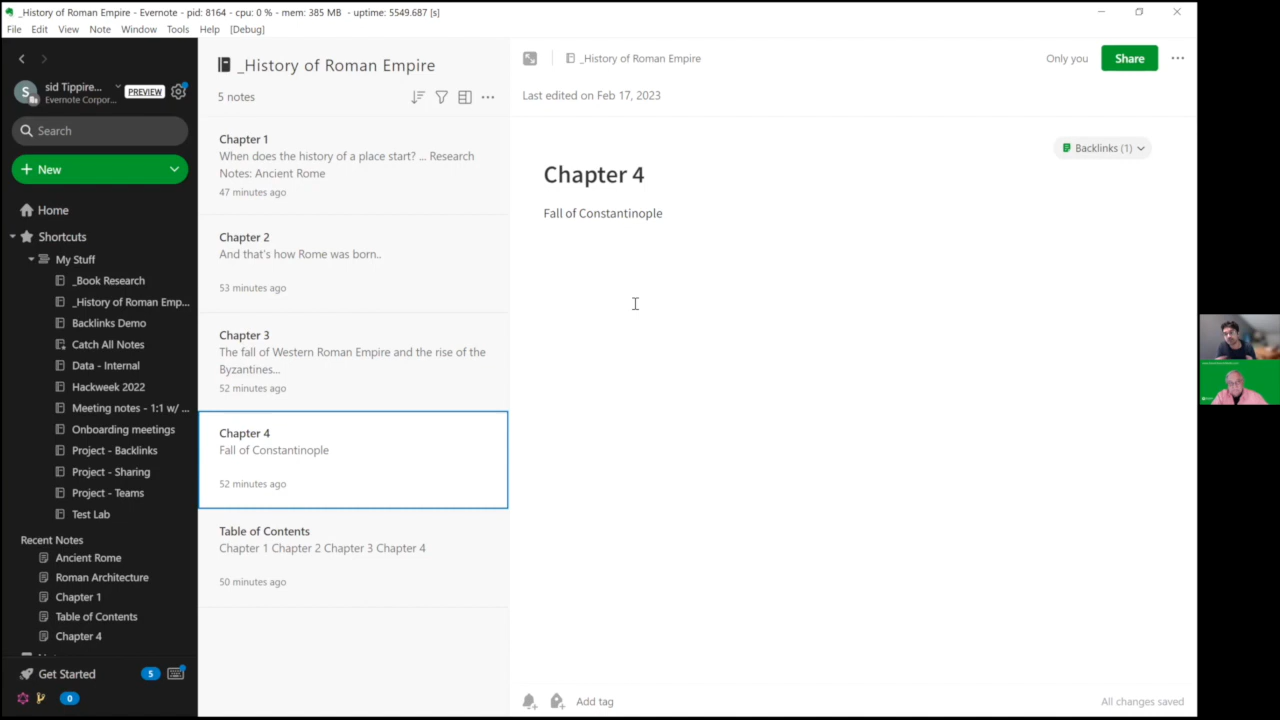 _History of Roman Empire - Evernote - pid: 8164 - cpu: 0 % - mem: 385 MB - uptime: 5549.687 [s]
File Edit View Note Window Tools Help [Debug]
S
sid Tippire...
Evernote Corpor...
PREVIEW
Search
New
Home
Shortcuts
My Stuff
_Book Research
_History of Roman Emp...
Backlinks Demo
Catch All Notes
Data - Internal
Hackweek 2022
Meeting notes - 1:1 w/ ...
Onboarding meetings
Project - Backlinks
Project - Sharing
Project - Teams
Test Lab
Recent Notes
Ancient Rome
Roman Architecture
Chapter 1
Table of Contents
Chapter 4
Get Started
5
0
_History of Roman Empire
5 notes
Chapter 1
When does the history of a place start? ... Research
Notes: Ancient Rome
47 minutes ago
Chapter 2
And that's how Rome was born..
53 minutes ago
Chapter 3
The fall of Western Roman Empire and the rise of the
Byzantines...
52 minutes ago
Chapter 4
Fall of Constantinople
52 minutes ago
Table of Contents
Chapter 1 Chapter 2 Chapter 3 Chapter 4
50 minutes ago
_History of Roman Empire
Only you
Share
Last edited on Feb 17, 2023
Backlinks (1)
Chapter 4
Fall of Constantinople
Add tag
All changes saved